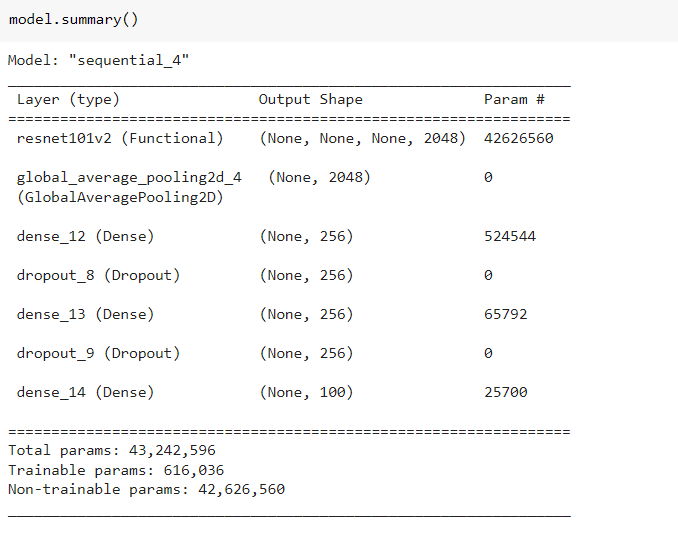 model.summary()
Model: "sequential_4"
Layer (type) Output Shape Param #
resnet101v2 (Functional) (None, None, None, 2048) 42626560
global_average_pooling2d_4 (None, 2048) 0
(GlobalAveragePooling2D)
dense_12 (Dense) (None, 256) 524544
dropout_8 (Dropout) (None, 256) 0
dense_13 (Dense) (None, 256) 65792
dropout_9 (Dropout) (None, 256) 0
dense_14 (Dense) (None, 100) 25700
Total params: 43,242,596
Trainable params: 616,036
Non-trainable params: 42,626,560